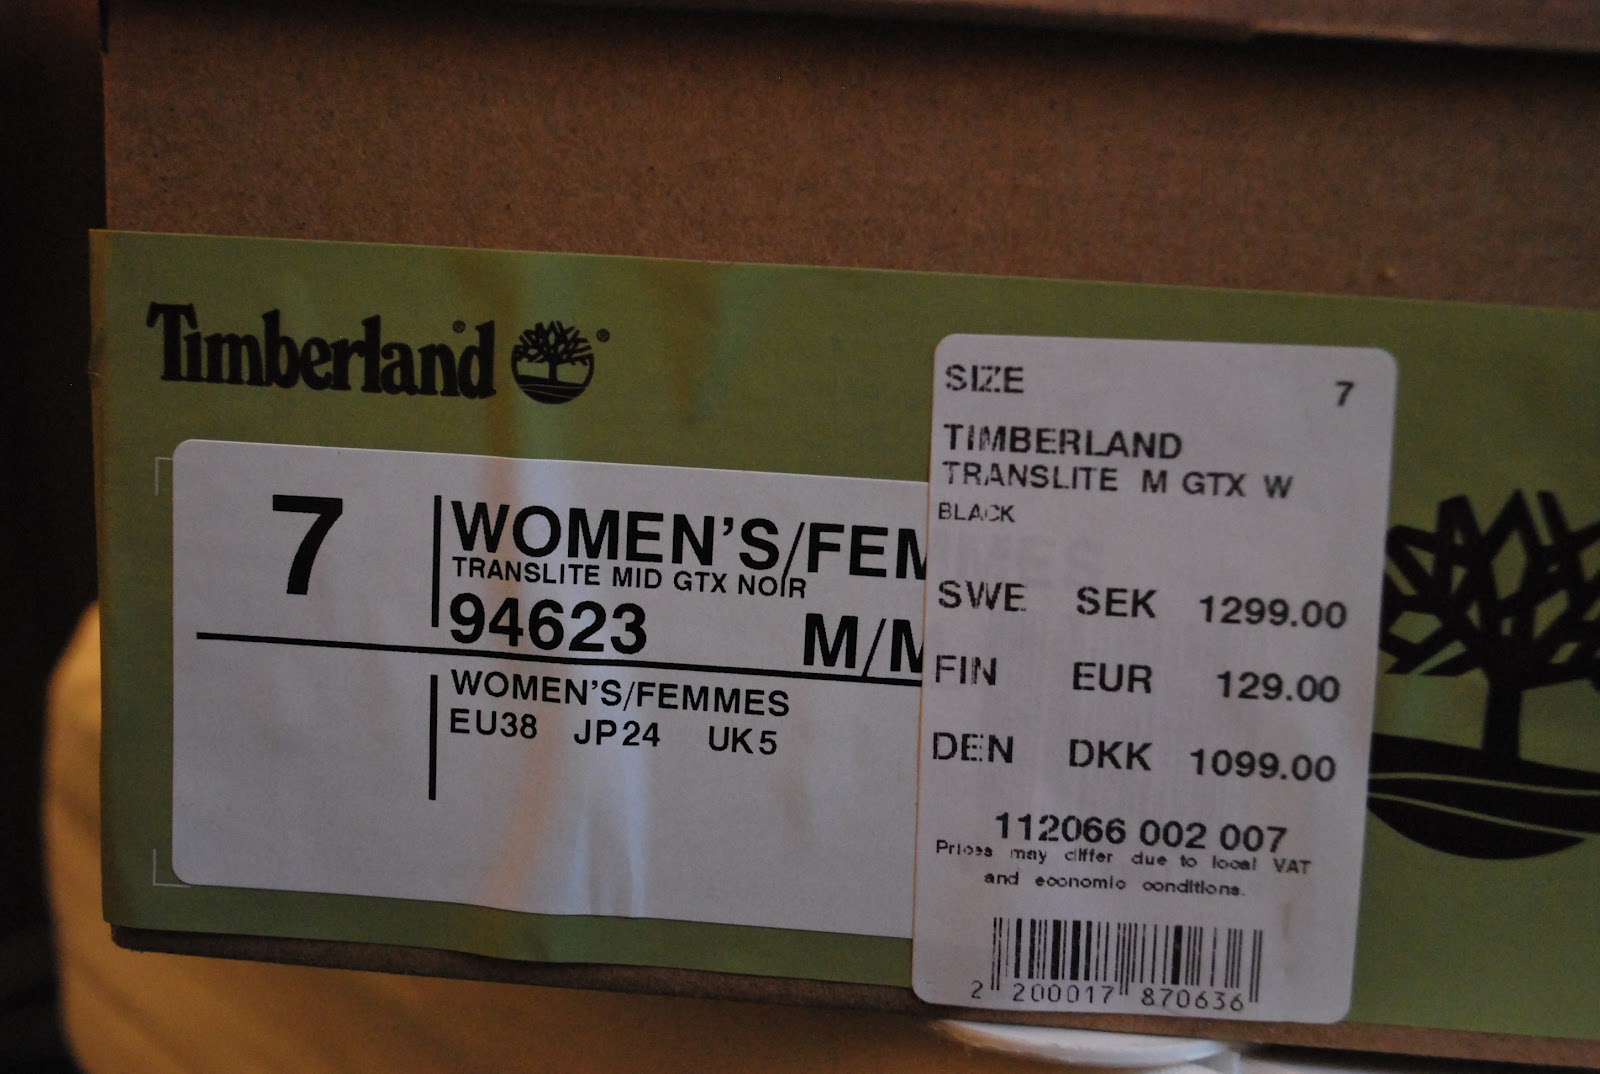 Timberland®
7
WOMEN'S/FEM
TRANSLITE MID GTX NOIR
94623 M/M
WOMEN'S/FEMMES
EU38 JP24 UK5
SIZE 7
TIMBERLAND
TRANSLITE M GTX W
BLACK
SWE SEK 1299.00
FIN EUR 129.00
DEN DKK 1099.00
112066 002 007
Prices may differ due to local VAT
and economic conditions.
2 200017 870636